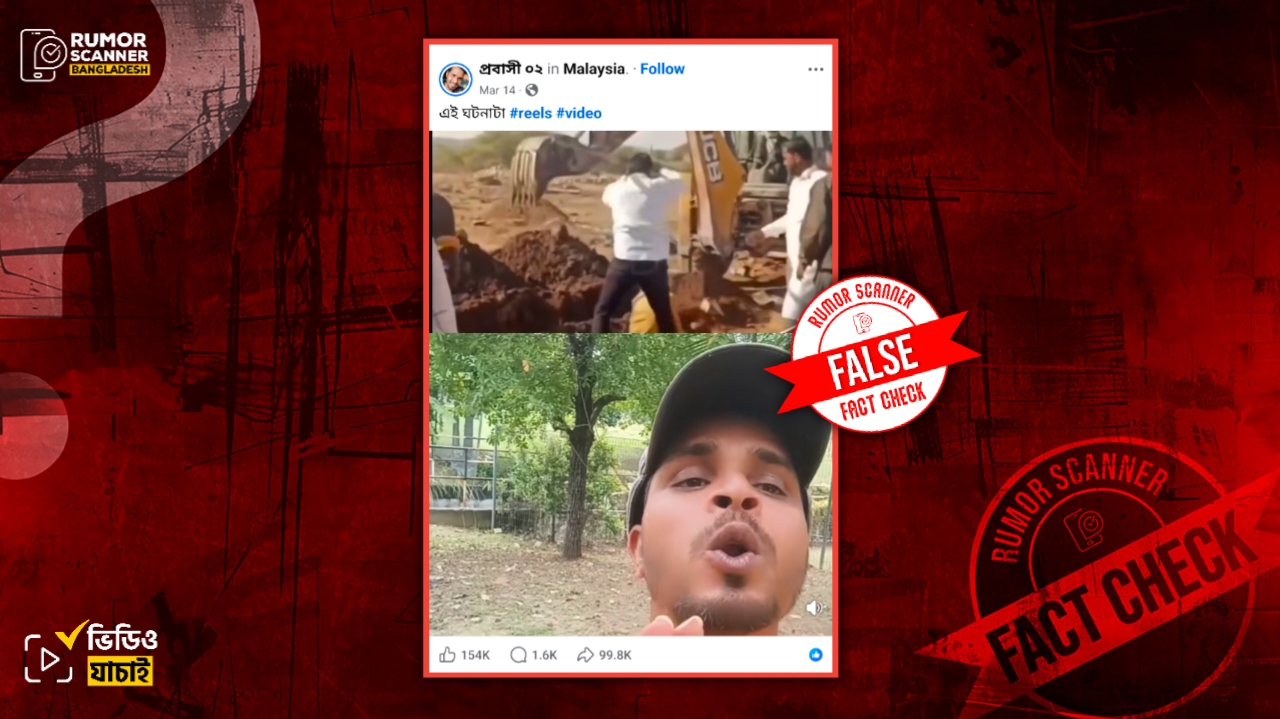 RUMOR
SCANNER
BANGLADESH
প্রবাসী ০২ in Malaysia. · Follow
Mar 14 ·
এই ঘটনাটা #reels #video
JCB
RUMOR SCANNER
FALSE
FACT CHECK
154K 1.6K 99.8K
ভিডিও
যাচাই
RUMOR SCANNER
FACT CHECK